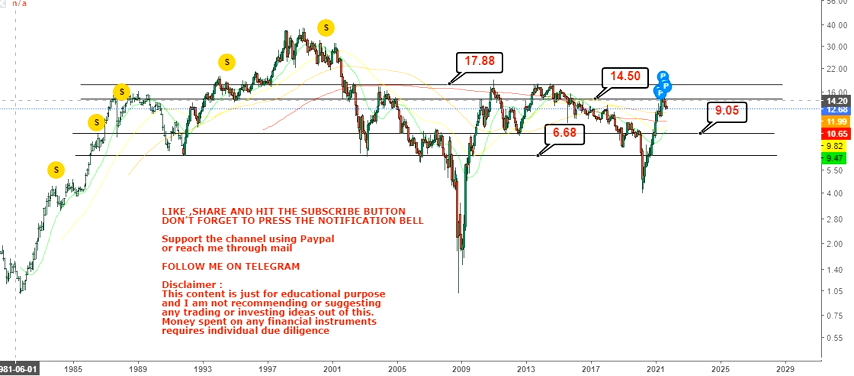 n/a
56.00
40.00
30.00
22.00
16.00
14.20
12.68
11.99
10.65
9.82
9.47
5.50
4.00
2.80
2.00
1.40
1.05
0.75
0.55
S
S
S
S
S
17.88
14.50
9.05
6.68
P
P
P
LIKE ,SHARE AND HIT THE SUBSCRIBE BUTTON
DON'T FORGET TO PRESS THE NOTIFICATION BELL
Support the channel using Paypal
or reach me through mail
FOLLOW ME ON TELEGRAM
Disclaimer :
This content is just for educational purpose
and I am not recommending or suggesting
any trading or investing ideas out of this.
Money spent on any financial instruments
requires individual due diligence
981-06-01 1985 1989 1993 1997 2001 2005 2009 2013 2017 2021 2025 2029